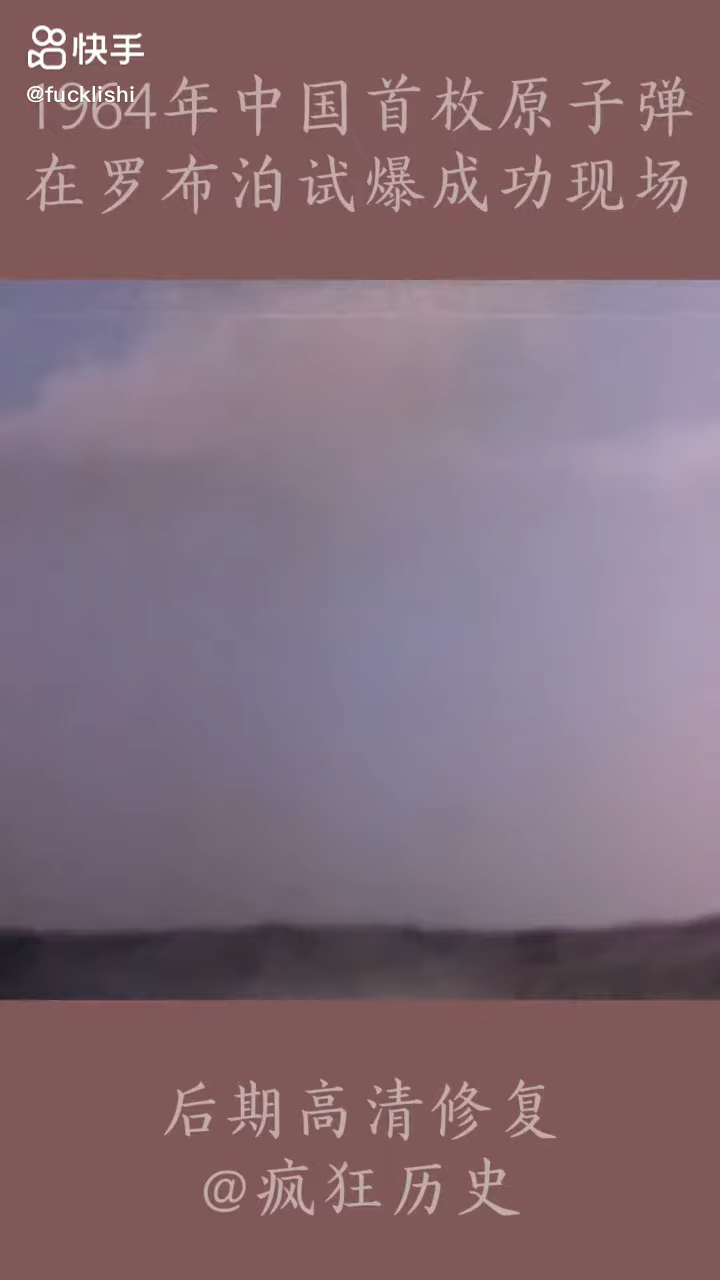 快手
@fucklishi
1964年中国首枚原子弹
在罗布泊试爆成功现场
后期高清修复
@疯狂历史